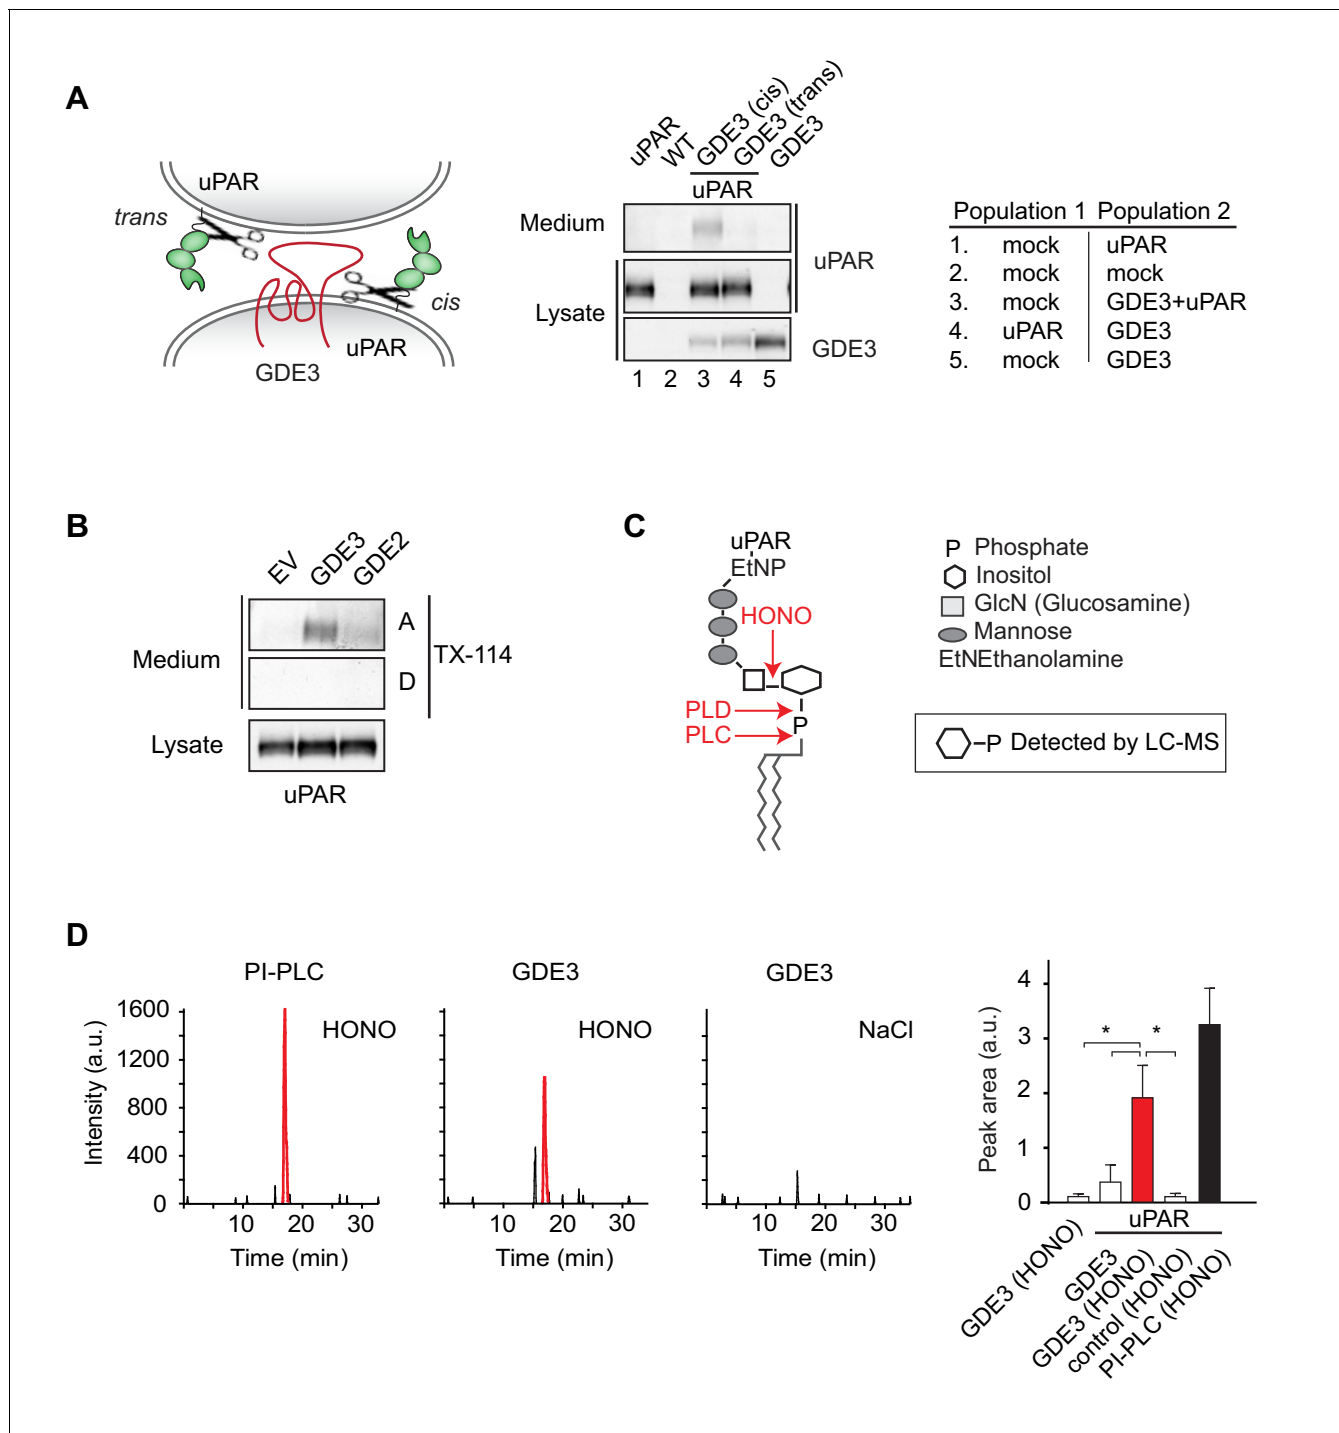 A
uPAR
trans
cis
uPAR
GDE3
uPAR
WT
GDE3 (cis)
GDE3 (trans)
GDE3
uPAR
Medium
Lysate
uPAR
GDE3
1 2 3 4 5
Population 1 Population 2
1. mock uPAR
2. mock mock
3. mock GDE3+uPAR
4. uPAR GDE3
5. mock GDE3
B
EV
GDE3
GDE2
Medium
A
D
TX-114
Lysate
uPAR
C
uPAR
EtNP
HONO
PLD
PLC
P
P Phosphate
Inositol
GlcN (Glucosamine)
Mannose
EtNEthanolamine
P Detected by LC-MS
D
PI-PLC
HONO
Intensity (a.u.)
1600
1200
800
400
0
10 20 30
Time (min)
GDE3
HONO
10 20 30
Time (min)
GDE3
NaCl
10 20 30
Time (min)
Peak area (a.u.)
4
3
2
1
0
* *
uPAR
GDE3 (HONO)
GDE3
GDE3 (HONO)
control (HONO)
PI-PLC (HONO)